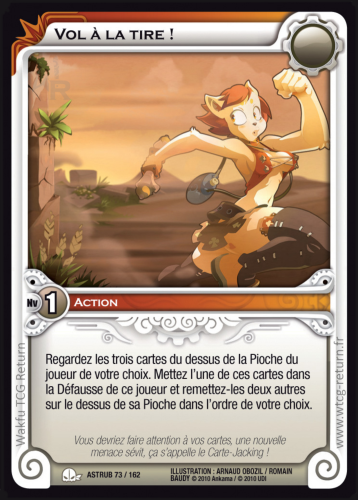 Vol à la tire !
Nv 1 Action
Regardez les trois cartes du dessus de la Pioche du
joueur de votre choix. Mettez l'une de ces cartes dans
la Défausse de ce joueur et remettez-les deux autres
sur le dessus de sa Pioche dans l'ordre de votre choix.
Vous devriez faire attention à vos cartes, une nouvelle
menace sévit, ça s'appelle le Carte-Jacking !
ASTRUB 73 / 162
ILLUSTRATION : ARNAUD OBOZIL / ROMAIN
BAUDY © 2010 Ankama / © 2010 UDI
Wakfu TCG Return
www.wtcg-return.fr